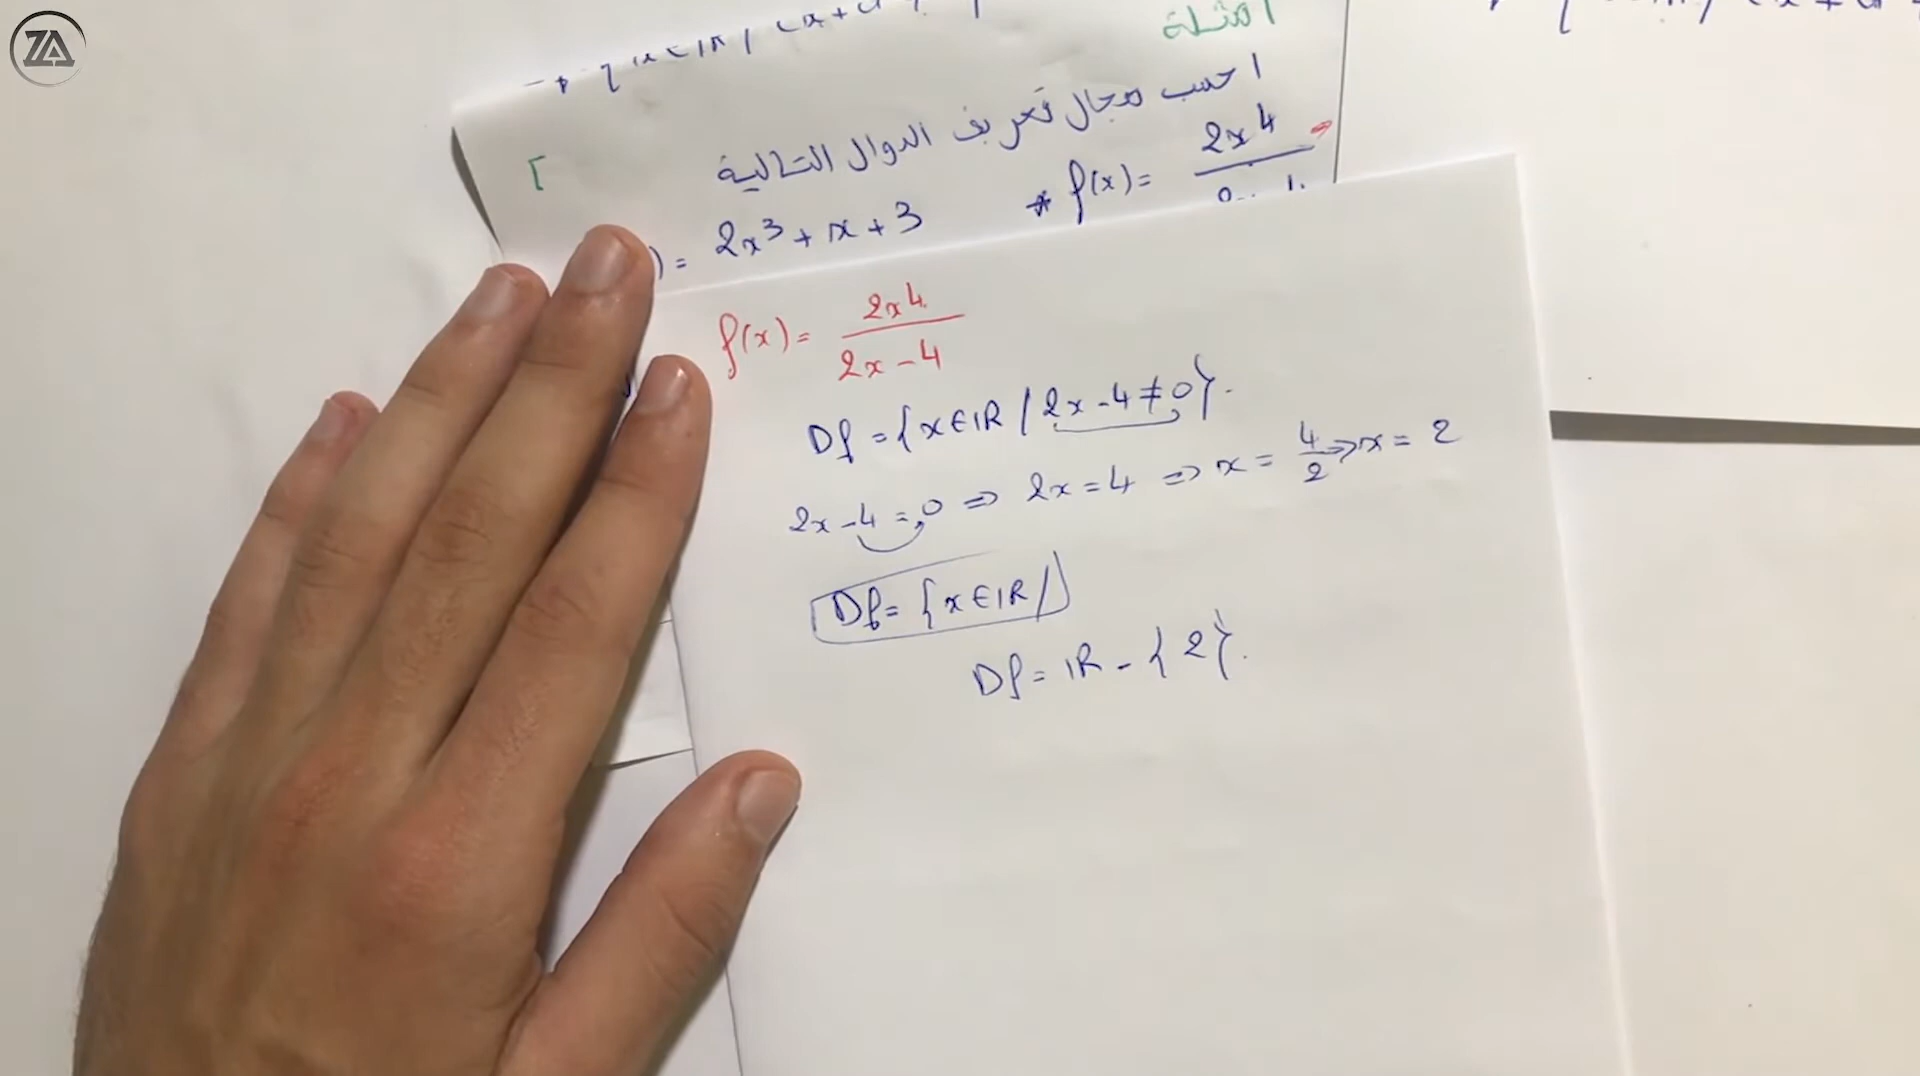 ZA
أمثلة
احسب مجال تعريف الدوال التالية
) = 2x³ + x + 3 * f(x) = 2x⁴
f(x) = 2x⁴ / 2x - 4
Df = {x ∈ IR / 2x - 4 ≠ 0}.
2x - 4 = 0 => 2x = 4 => x = 4/2 => x = 2
Df = {x ∈ IR /
Df = IR - {2}.